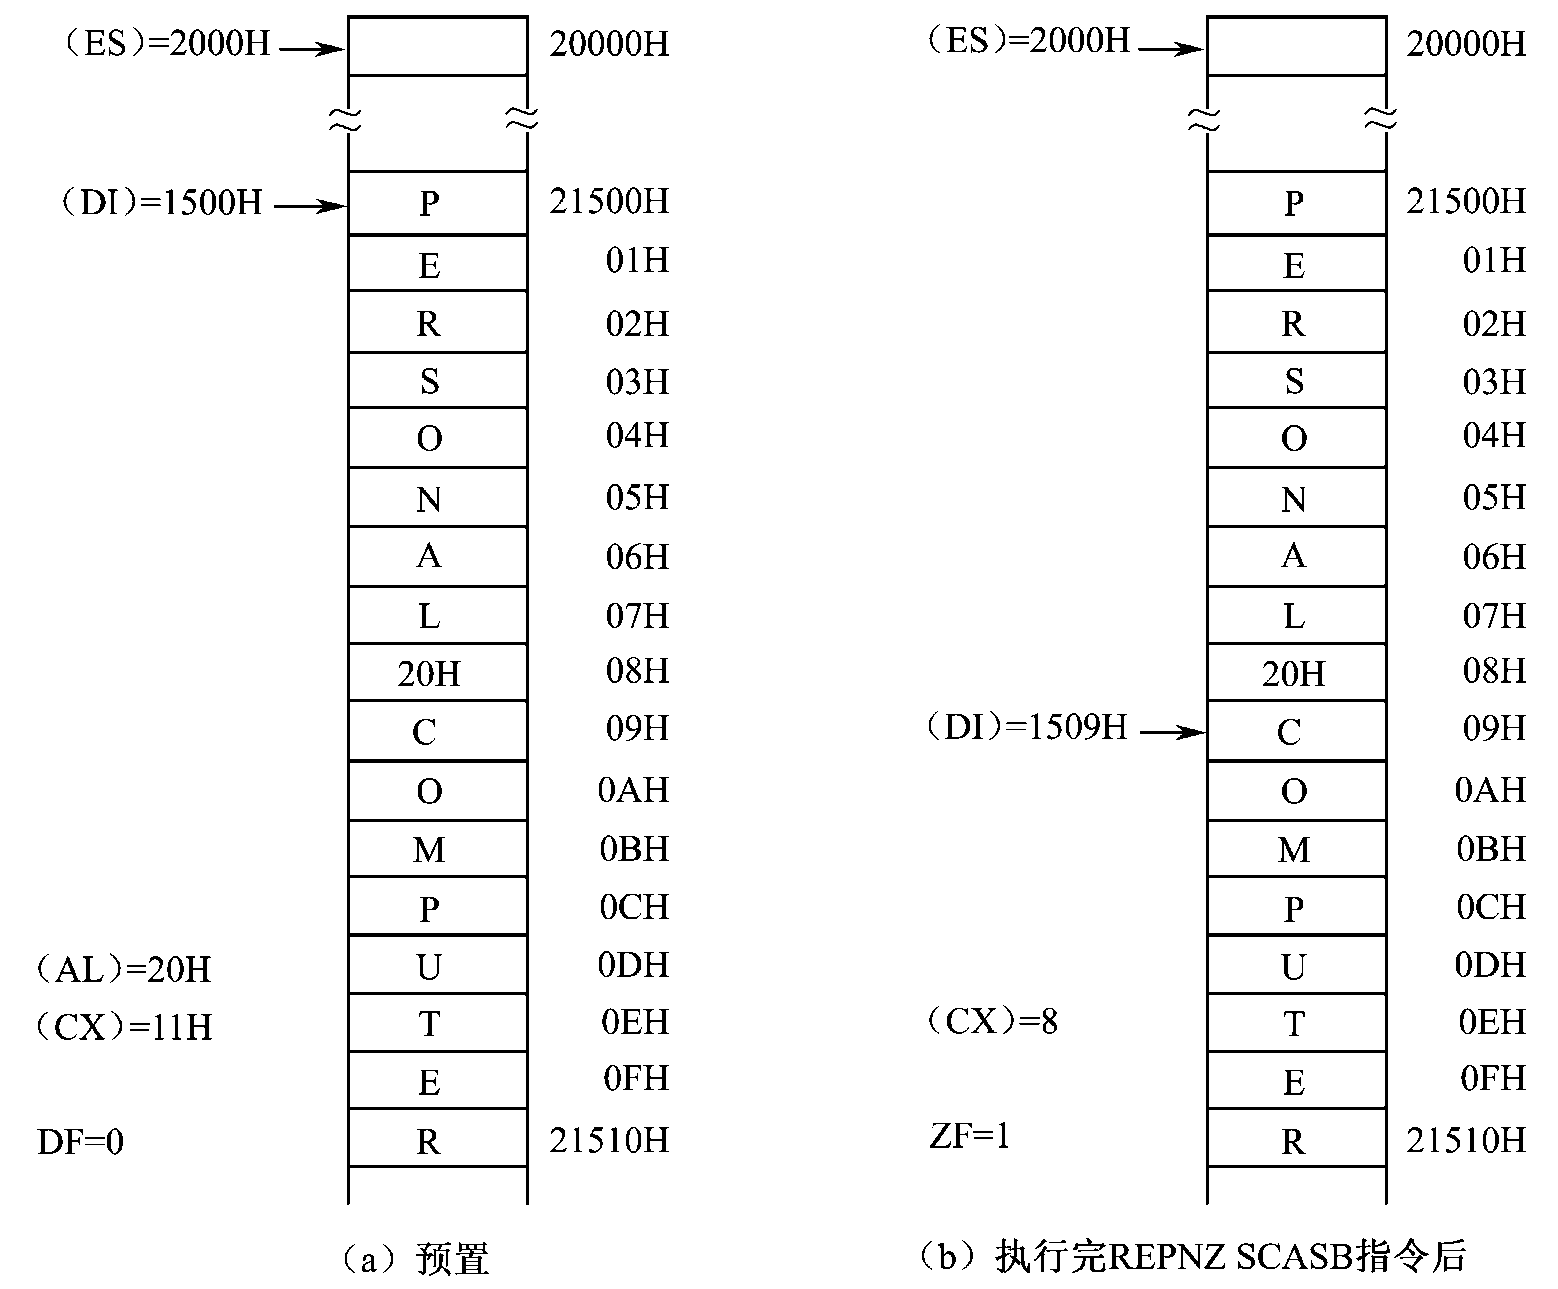 （ES）=2000H 20000H
（DI）=1500H P 21500H
E 01H
R 02H
S 03H
O 04H
N 05H
A 06H
L 07H
20H 08H
C 09H
O 0AH
M 0BH
P 0CH
（AL）=20H U 0DH
（CX）=11H T 0EH
E 0FH
DF=0 R 21510H
（a）预置
（ES）=2000H 20000H
P 21500H
E 01H
R 02H
S 03H
O 04H
N 05H
A 06H
L 07H
20H 08H
（DI）=1509H C 09H
O 0AH
M 0BH
P 0CH
U 0DH
（CX）=8 T 0EH
E 0FH
ZF=1 R 21510H
（b）执行完REPNZ SCASB指令后